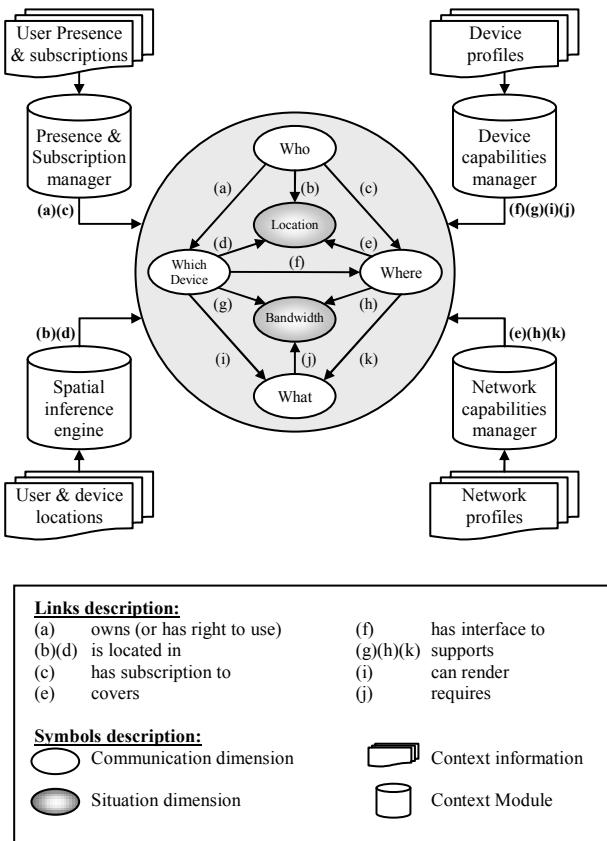 User Presence
& subscriptions
Device
profiles
Presence &
Subscription
manager
Device
capabilities
manager
(a)(c)
(f)(g)(i)(j)
Who
(a)
(b)
(c)
Location
(d)
(e)
Which
Device
(f)
Where
(g)
(h)
Bandwidth
(i)
(j)
(k)
What
(b)(d)
(e)(h)(k)
Spatial
inference
engine
Network
capabilities
manager
User & device
locations
Network
profiles
Links description:
(a) owns (or has right to use)
(f) has interface to
(b)(d) is located in
(g)(h)(k) supports
(c) has subscription to
(i) can render
(e) covers
(j) requires
Symbols description:
Communication dimension
Context information
Situation dimension
Context Module